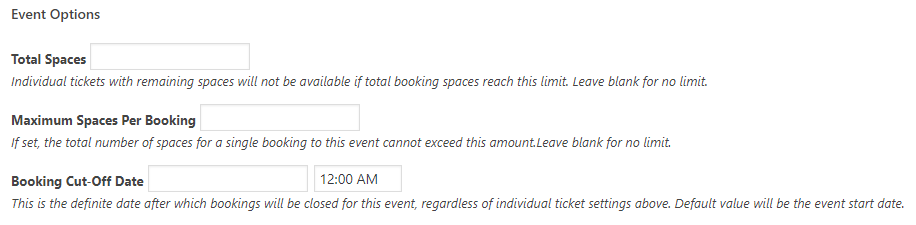 Event Options
Total Spaces
Individual tickets with remaining spaces will not be available if total booking spaces reach this limit. Leave blank for no limit.
Maximum Spaces Per Booking
If set, the total number of spaces for a single booking to this event cannot exceed this amount.Leave blank for no limit.
Booking Cut-Off Date 12:00 AM
This is the definite date after which bookings will be closed for this event, regardless of individual ticket settings above. Default value will be the event start date.